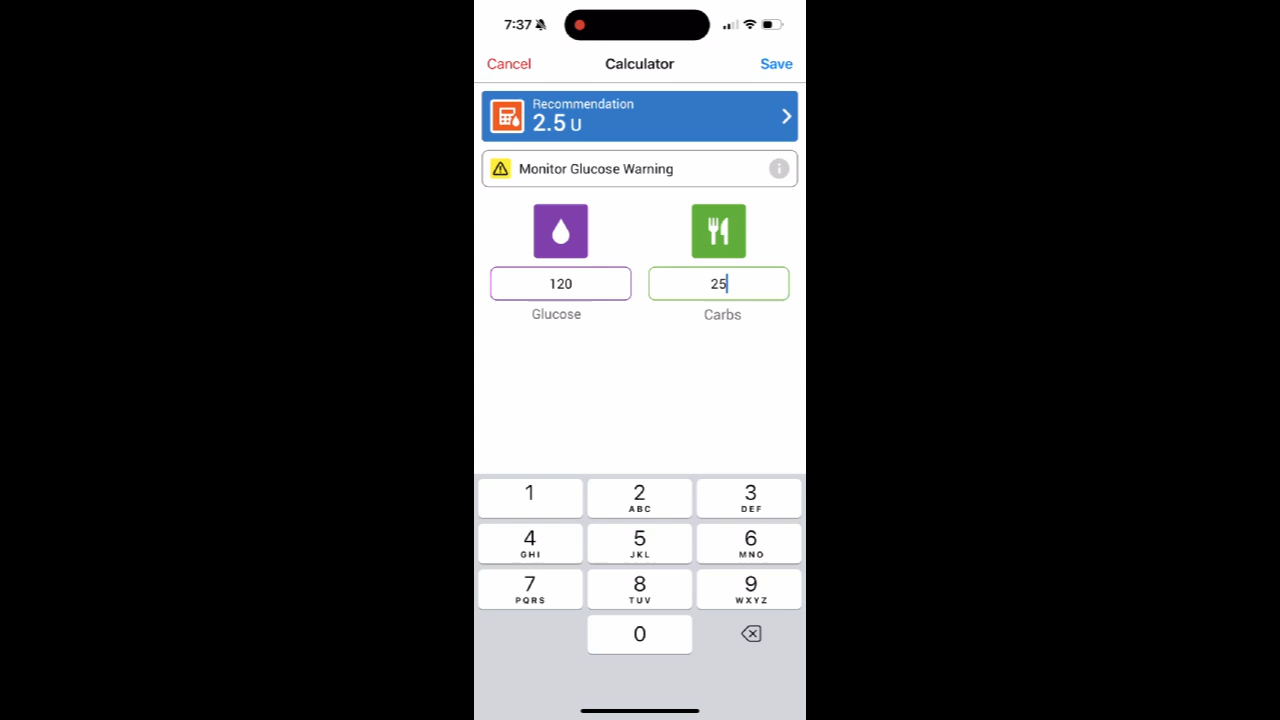 7:37
Cancel Calculator Save
Recommendation
2.5 U
Monitor Glucose Warning
120 25
Glucose Carbs
1 2 3
ABC DEF
4 5 6
GHI JKL MNO
7 8 9
PQRS TUV WXYZ
0